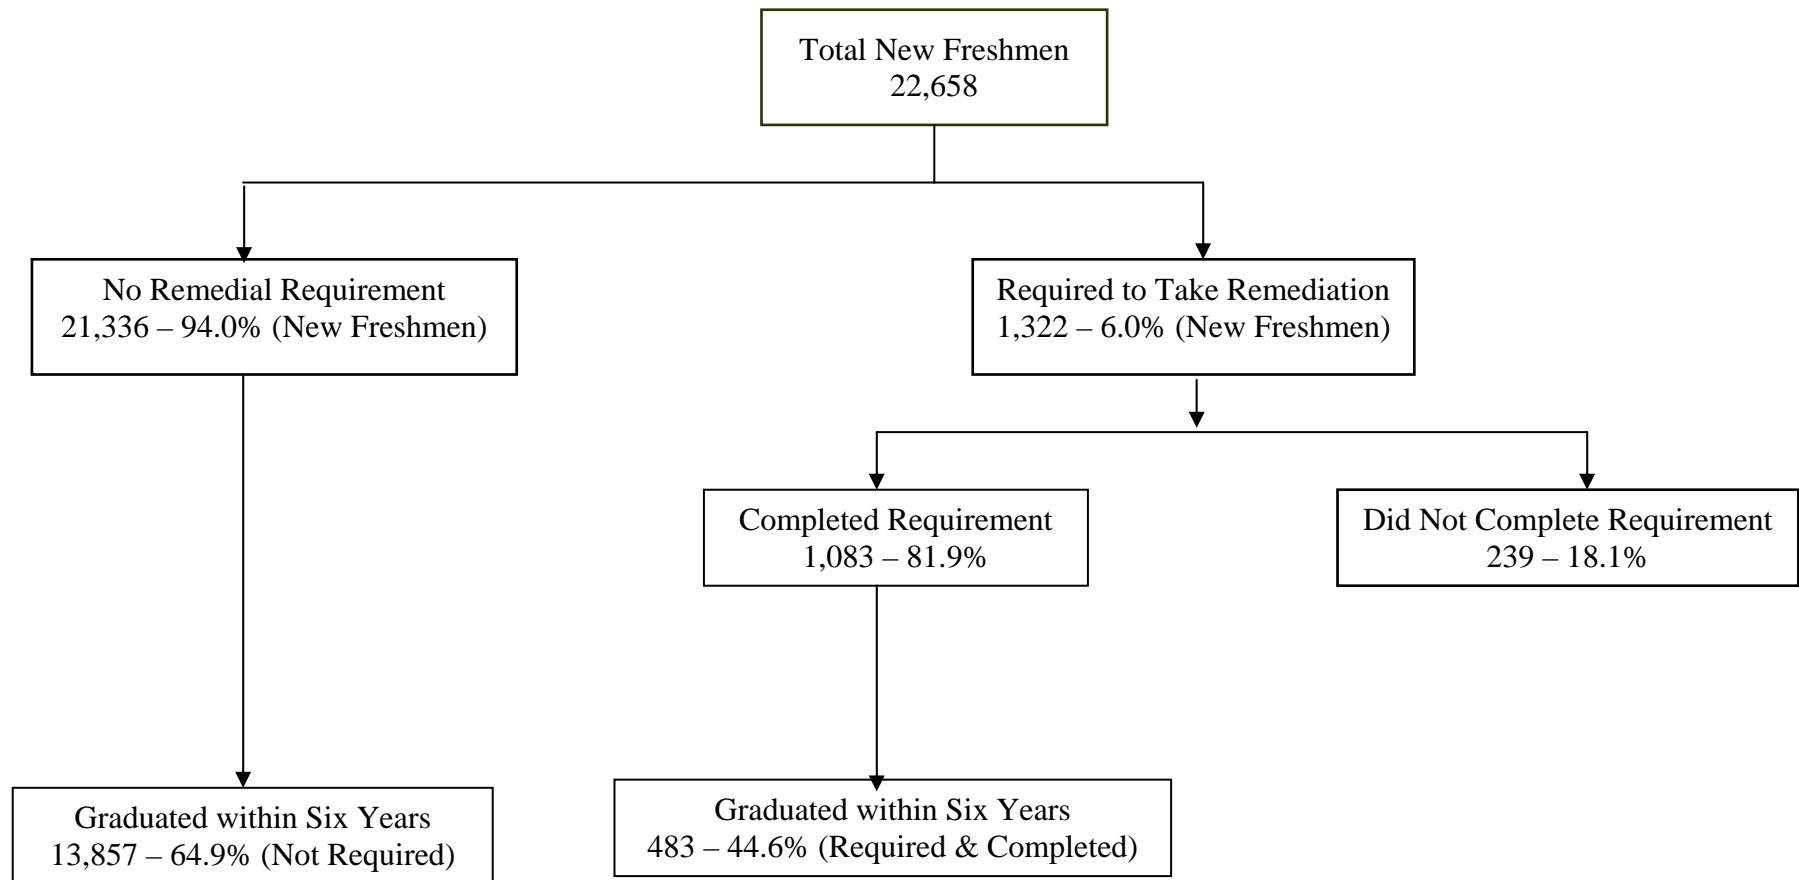 Total New Freshmen
22,658
No Remedial Requirement
21,336 – 94.0% (New Freshmen)
Required to Take Remediation
1,322 – 6.0% (New Freshmen)
Completed Requirement
1,083 – 81.9%
Did Not Complete Requirement
239 – 18.1%
Graduated within Six Years
13,857 – 64.9% (Not Required)
Graduated within Six Years
483 – 44.6% (Required & Completed)